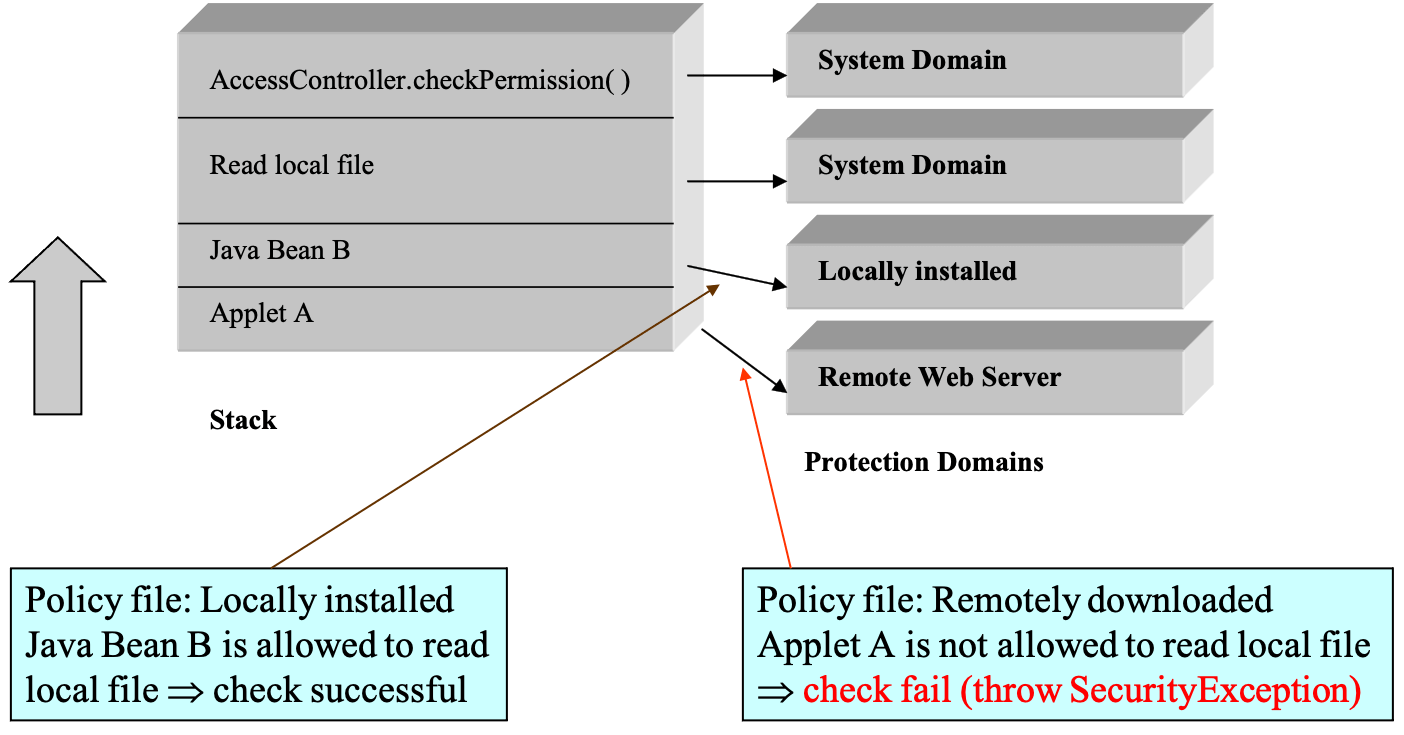 AccessController.checkPermission( )
System Domain
Read local file
System Domain
Java Bean B
Locally installed
Applet A
Remote Web Server
Stack
Protection Domains
Policy file: Locally installed
Java Bean B is allowed to read
local file ⇒ check successful
Policy file: Remotely downloaded
Applet A is not allowed to read local file
⇒ check fail (throw SecurityException)